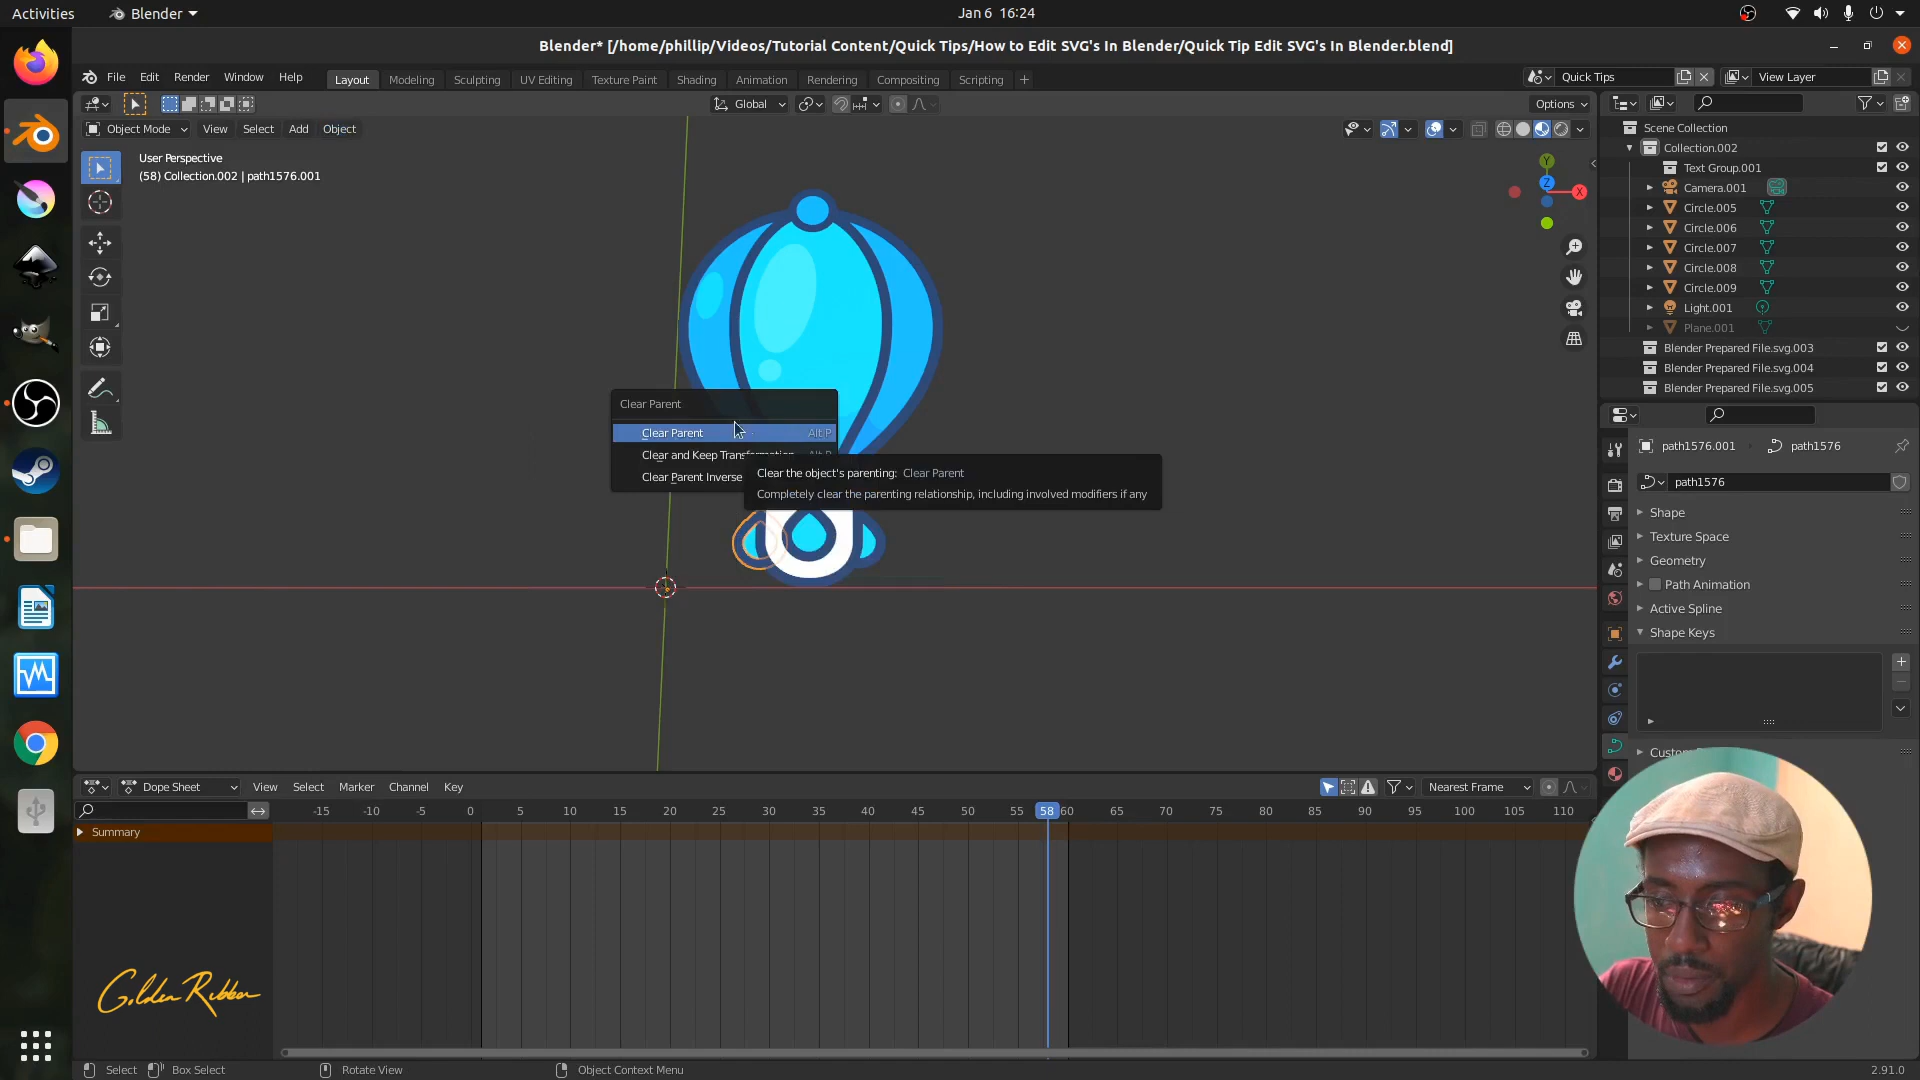 Activities
Blender
Jan 6 16:24
Blender* [/home/phillip/Videos/Tutorial Content/Quick Tips/How to Edit SVG's In Blender/Quick Tip Edit SVG's In Blender.blend]
File Edit Render Window Help
Layout Modeling Sculpting UV Editing Texture Paint Shading Animation Rendering Compositing Scripting +
Quick Tips
View Layer
Global
Options
Object Mode View Select Add Object
User Perspective
(58) Collection.002 | path1576.001
Y
Z
X
Clear Parent
Clear Parent Alt P
Clear and Keep Transformation Alt P
Clear Parent Inverse
Clear the object's parenting: Clear Parent
Completely clear the parenting relationship, including involved modifiers if any
Scene Collection
Collection.002
Text Group.001
Camera.001
Circle.005
Circle.006
Circle.007
Circle.008
Circle.009
Light.001
Plane.001
Blender Prepared File.svg.003
Blender Prepared File.svg.004
Blender Prepared File.svg.005
path1576.001 path1576
path1576
Shape
Texture Space
Geometry
Path Animation
Active Spline
Shape Keys
Dope Sheet View Select Marker Channel Key
Nearest Frame
-15 -10 -5 0 5 10 15 20 25 30 35 40 45 50 55 58 60 65 70 75 80 85 90 95 100 105 110
Summary
Golden Ribbon
Select Box Select Rotate View Object Context Menu
2.91.0